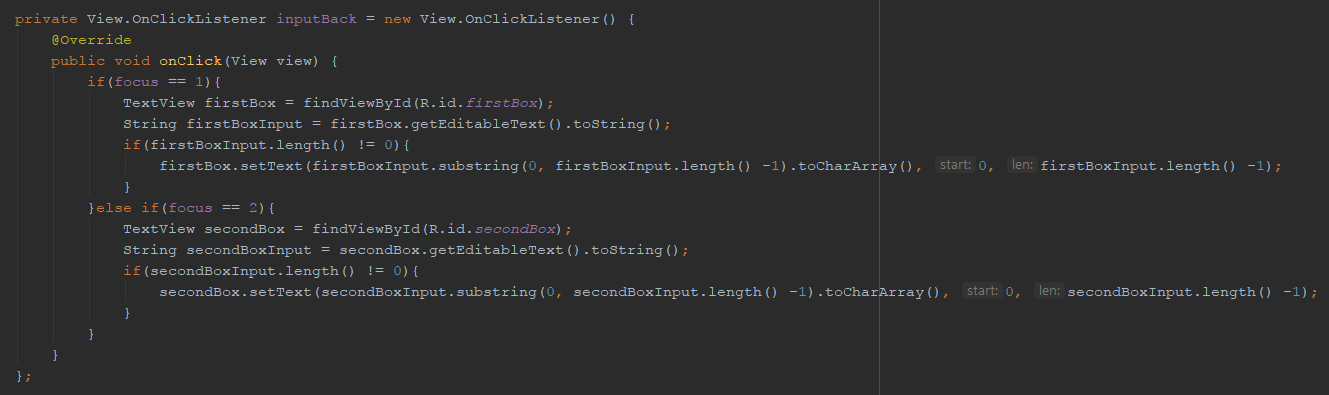 private View.OnClickListener inputBack = new View.OnClickListener() {
    @Override
    public void onClick(View view) {
        if(focus == 1){
            TextView firstBox = findViewById(R.id.firstBox);
            String firstBoxInput = firstBox.getEditableText().toString();
            if(firstBoxInput.length() != 0){
                firstBox.setText(firstBoxInput.substring(0, firstBoxInput.length() -1).toCharArray(), start: 0, len: firstBoxInput.length() -1);
            }
        }else if(focus == 2){
            TextView secondBox = findViewById(R.id.secondBox);
            String secondBoxInput = secondBox.getEditableText().toString();
            if(secondBoxInput.length() != 0){
                secondBox.setText(secondBoxInput.substring(0, secondBoxInput.length() -1).toCharArray(), start: 0, len: secondBoxInput.length() -1);
            }
        }
    }
};